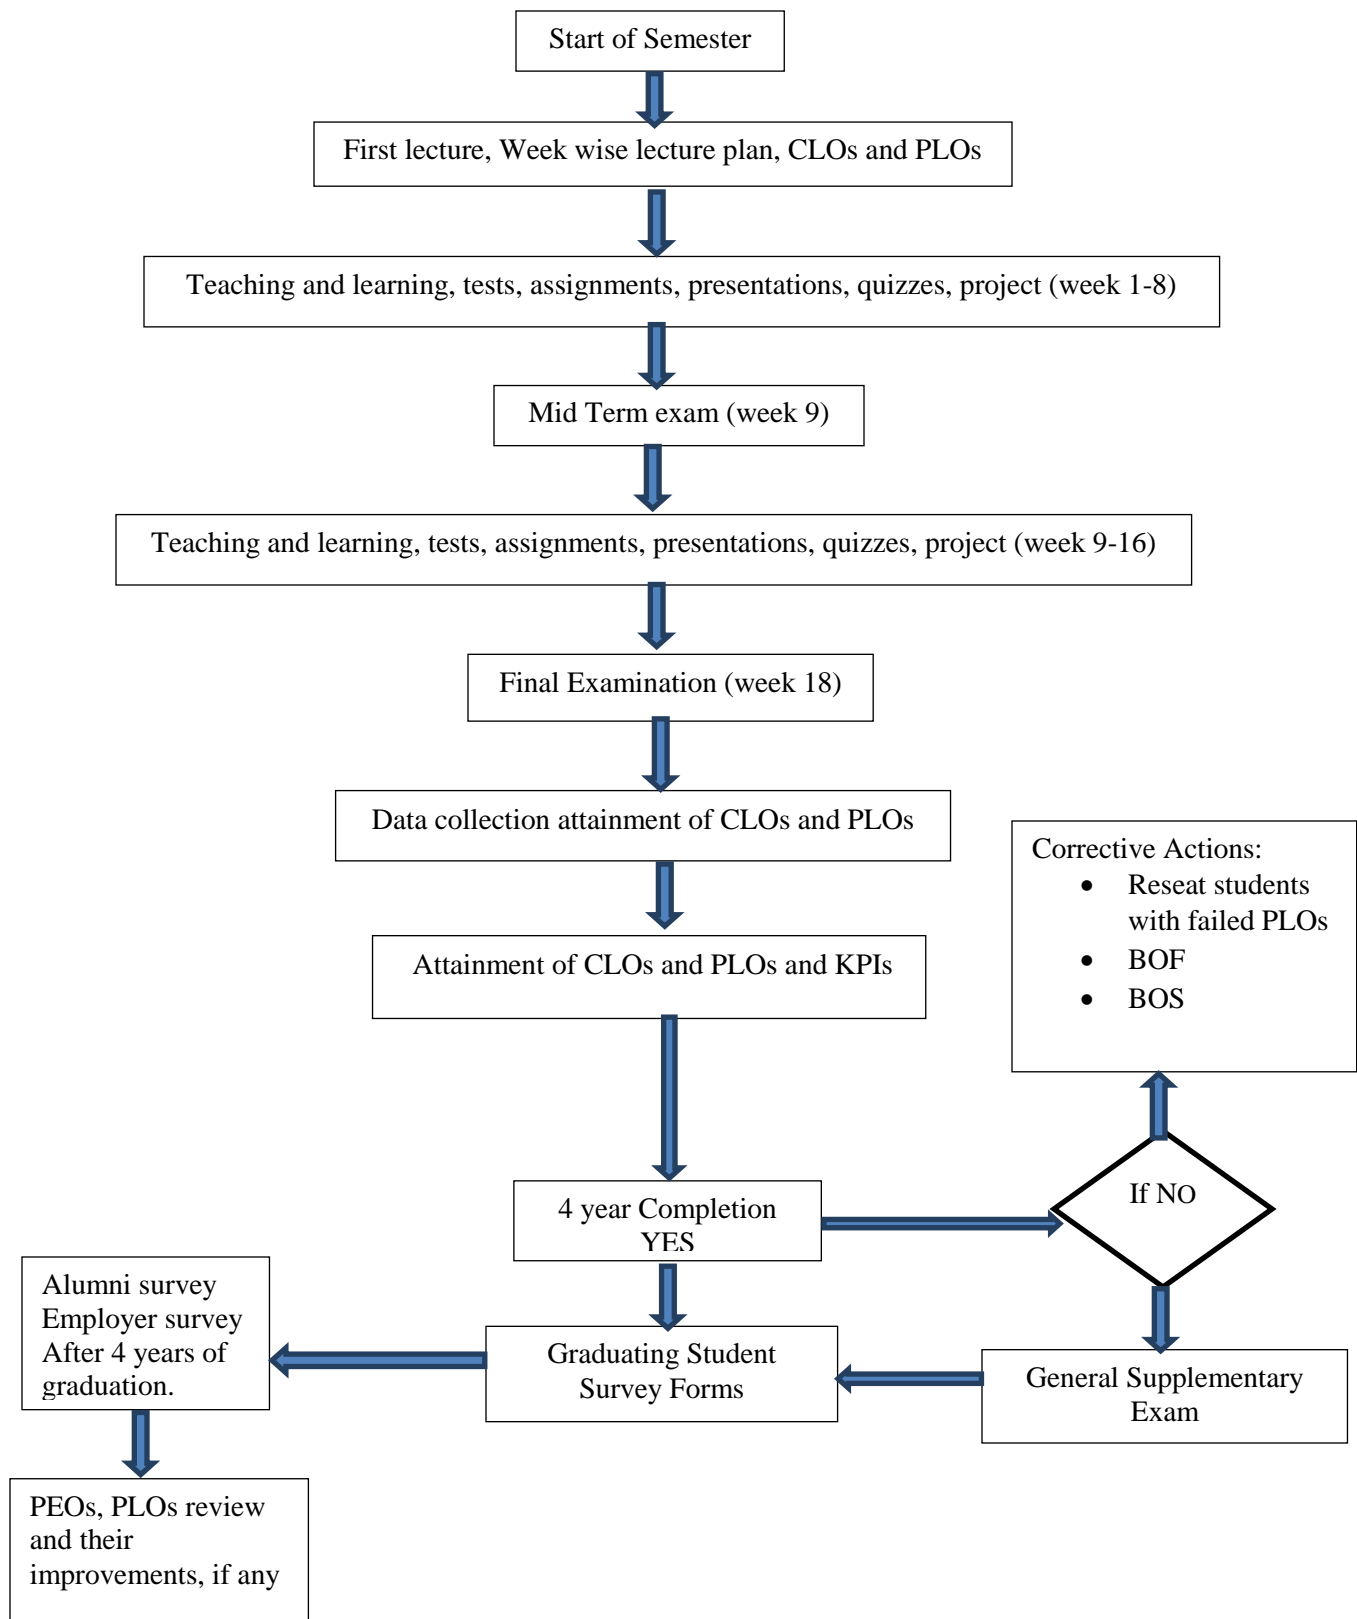 Start of Semester
First lecture, Week wise lecture plan, CLOs and PLOs
Teaching and learning, tests, assignments, presentations, quizzes, project (week 1-8)
Mid Term exam (week 9)
Teaching and learning, tests, assignments, presentations, quizzes, project (week 9-16)
Final Examination (week 18)
Data collection attainment of CLOs and PLOs
Corrective Actions:
• Reseat students
with failed PLOs
• BOF
• BOS
Attainment of CLOs and PLOs and KPIs
4 year Completion
YES
If NO
Alumni survey
Employer survey
After 4 years of
graduation.
Graduating Student
Survey Forms
General Supplementary
Exam
PEOs, PLOs review
and their
improvements, if any